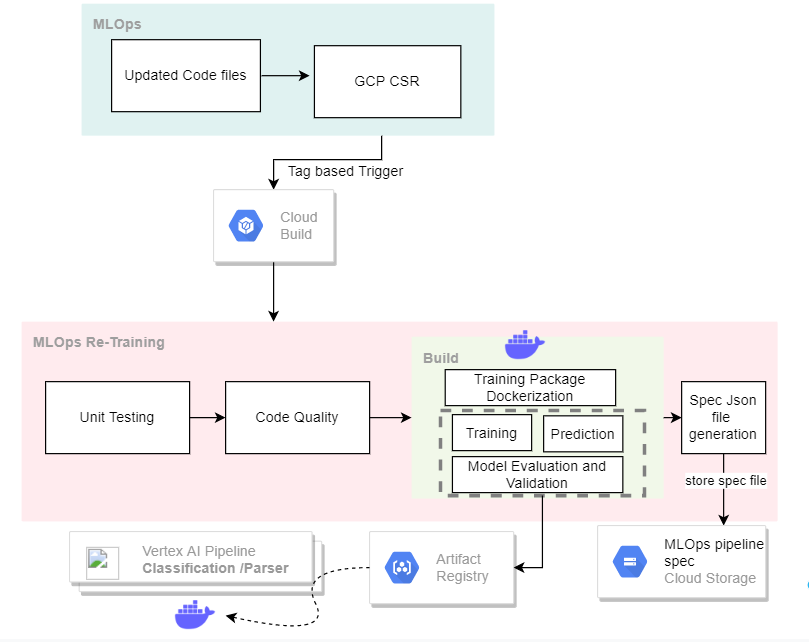 MLOps
Updated Code files
GCP CSR
Tag based Trigger
Cloud
Build
MLOps Re-Training
Build
Training Package
Dockerization
Unit Testing
Code Quality
Training
Prediction
Model Evaluation and
Validation
Spec Json
file
generation
store spec file
Vertex AI Pipeline
Classification /Parser
Artifact
Registry
MLOps pipeline
spec
Cloud Storage